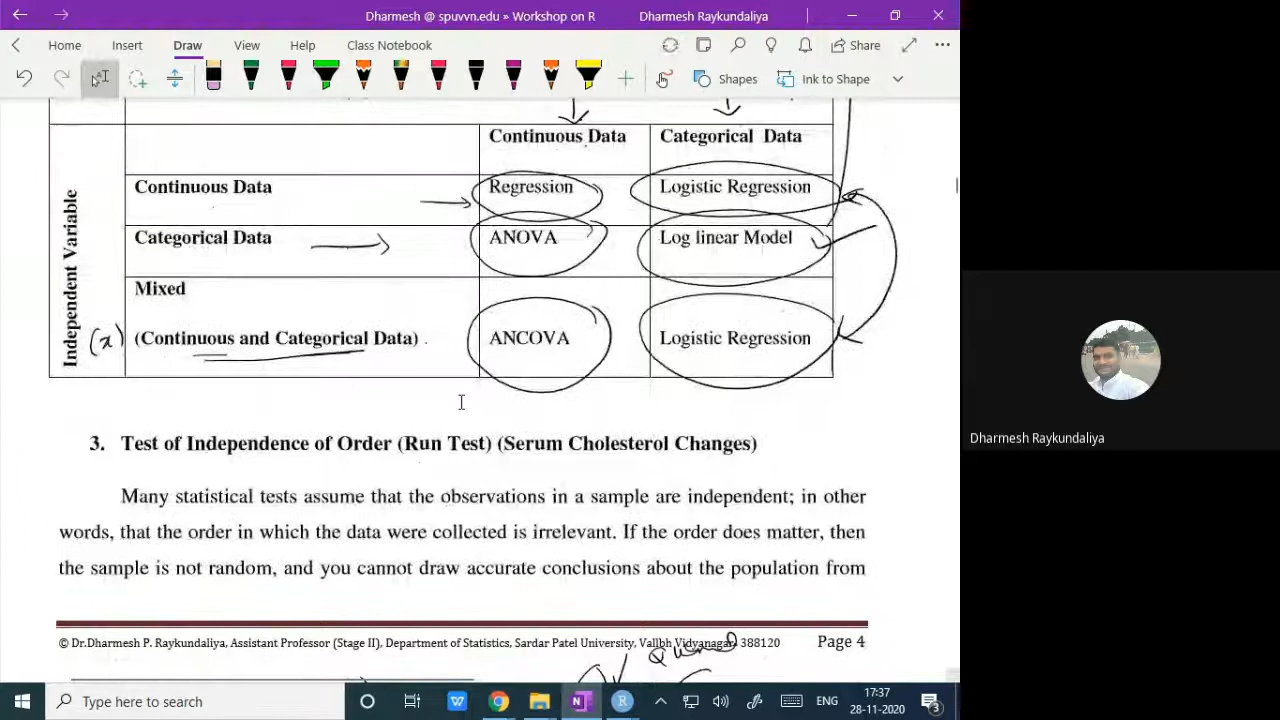 Dharmesh @ spuvvn.edu » Workshop on R
Dharmesh Raykundaliya
Home Insert Draw View Help Class Notebook Share
Shapes Ink to Shape
Continuous Data Categorical Data
Continuous Data Regression Logistic Regression
Categorical Data ANOVA Log linear Model
Mixed
(x) (Continuous and Categorical Data) ANCOVA Logistic Regression
Independent Variable
3. Test of Independence of Order (Run Test) (Serum Cholesterol Changes)
Many statistical tests assume that the observations in a sample are independent; in other
words, that the order in which the data were collected is irrelevant. If the order does matter, then
the sample is not random, and you cannot draw accurate conclusions about the population from
© Dr.Dharmesh P. Raykundaliya, Assistant Professor (Stage II), Department of Statistics, Sardar Patel University, Vallbh Vidyanagar, 388120 Page 4
Dharmesh Raykundaliya
Type here to search
ENG
17:37
28-11-2020
3